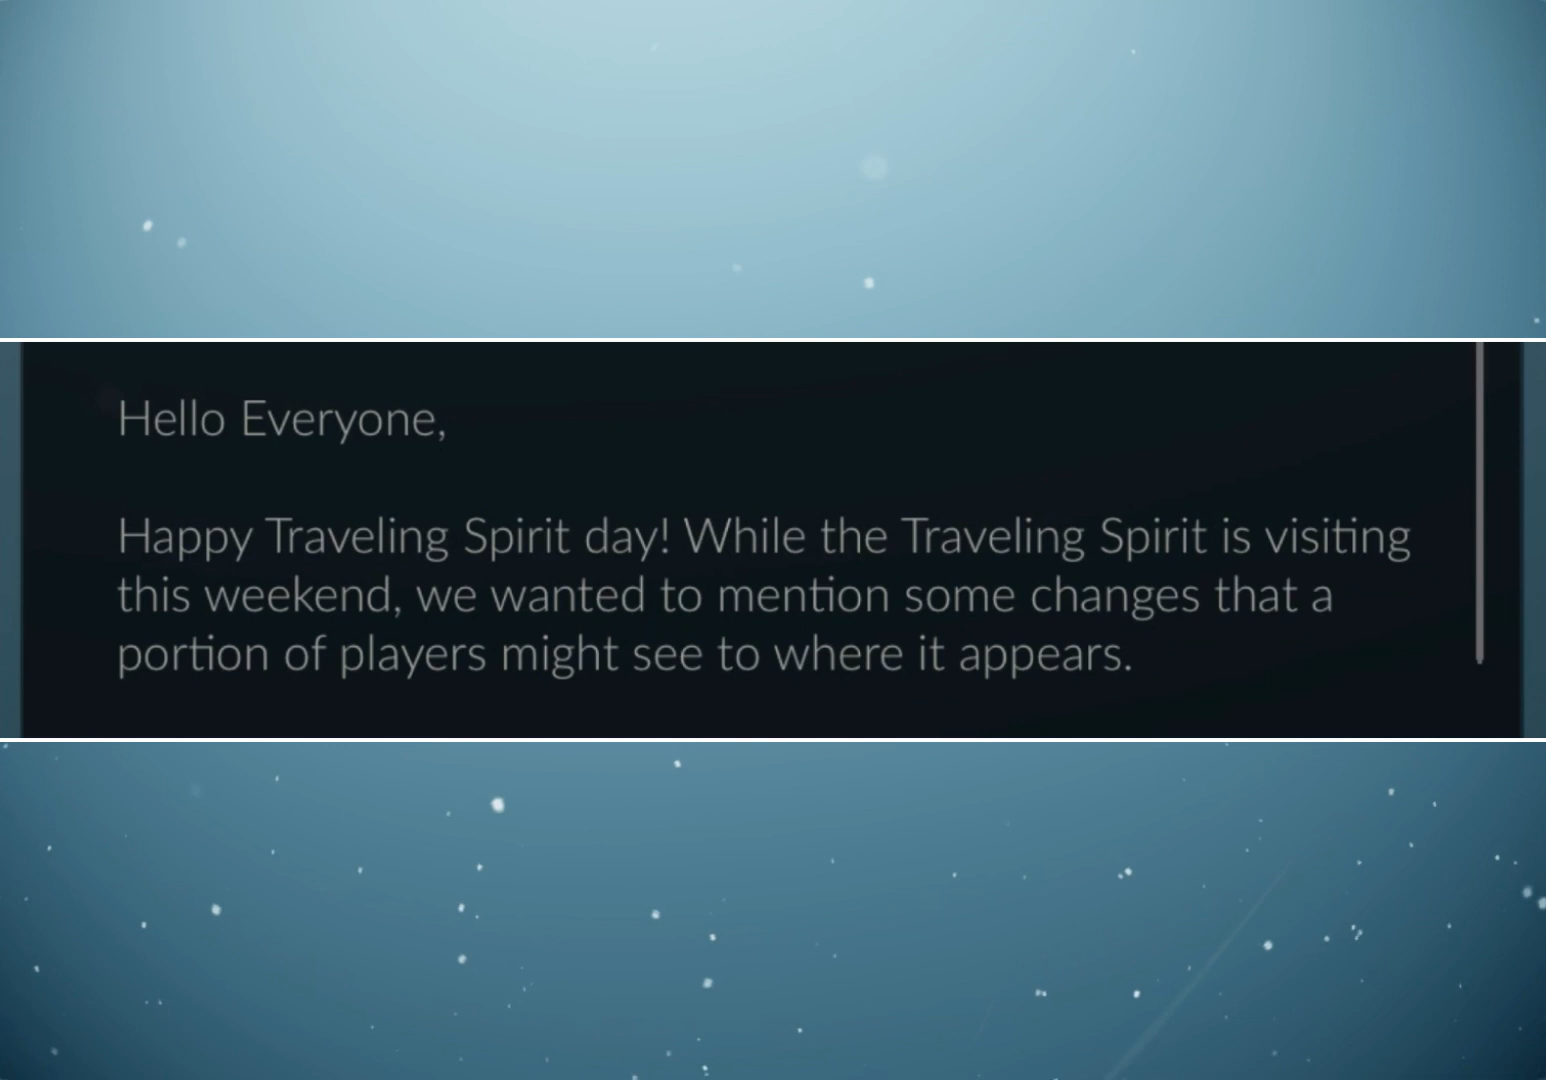 Hello Everyone,
Happy Traveling Spirit day! While the Traveling Spirit is visiting
this weekend, we wanted to mention some changes that a
portion of players might see to where it appears.